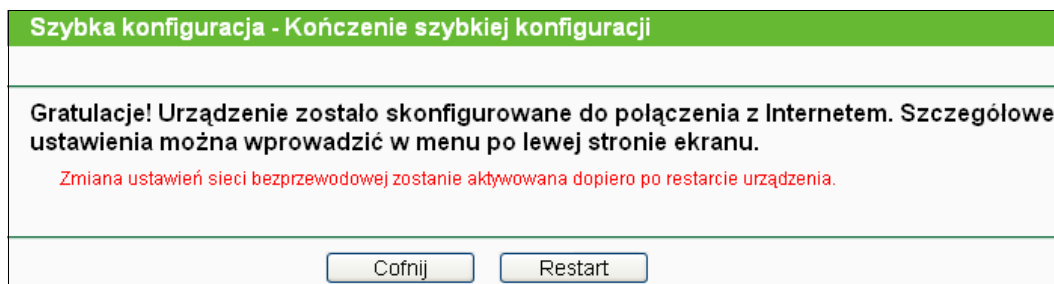 Szybka konfiguracja - Kończenie szybkiej konfiguracji
Gratulacje! Urządzenie zostało skonfigurowane do połączenia z Internetem. Szczegółowe
ustawienia można wprowadzić w menu po lewej stronie ekranu.
Zmiana ustawień sieci bezprzewodowej zostanie aktywowana dopiero po restarcie urządzenia.
Cofnij Restart